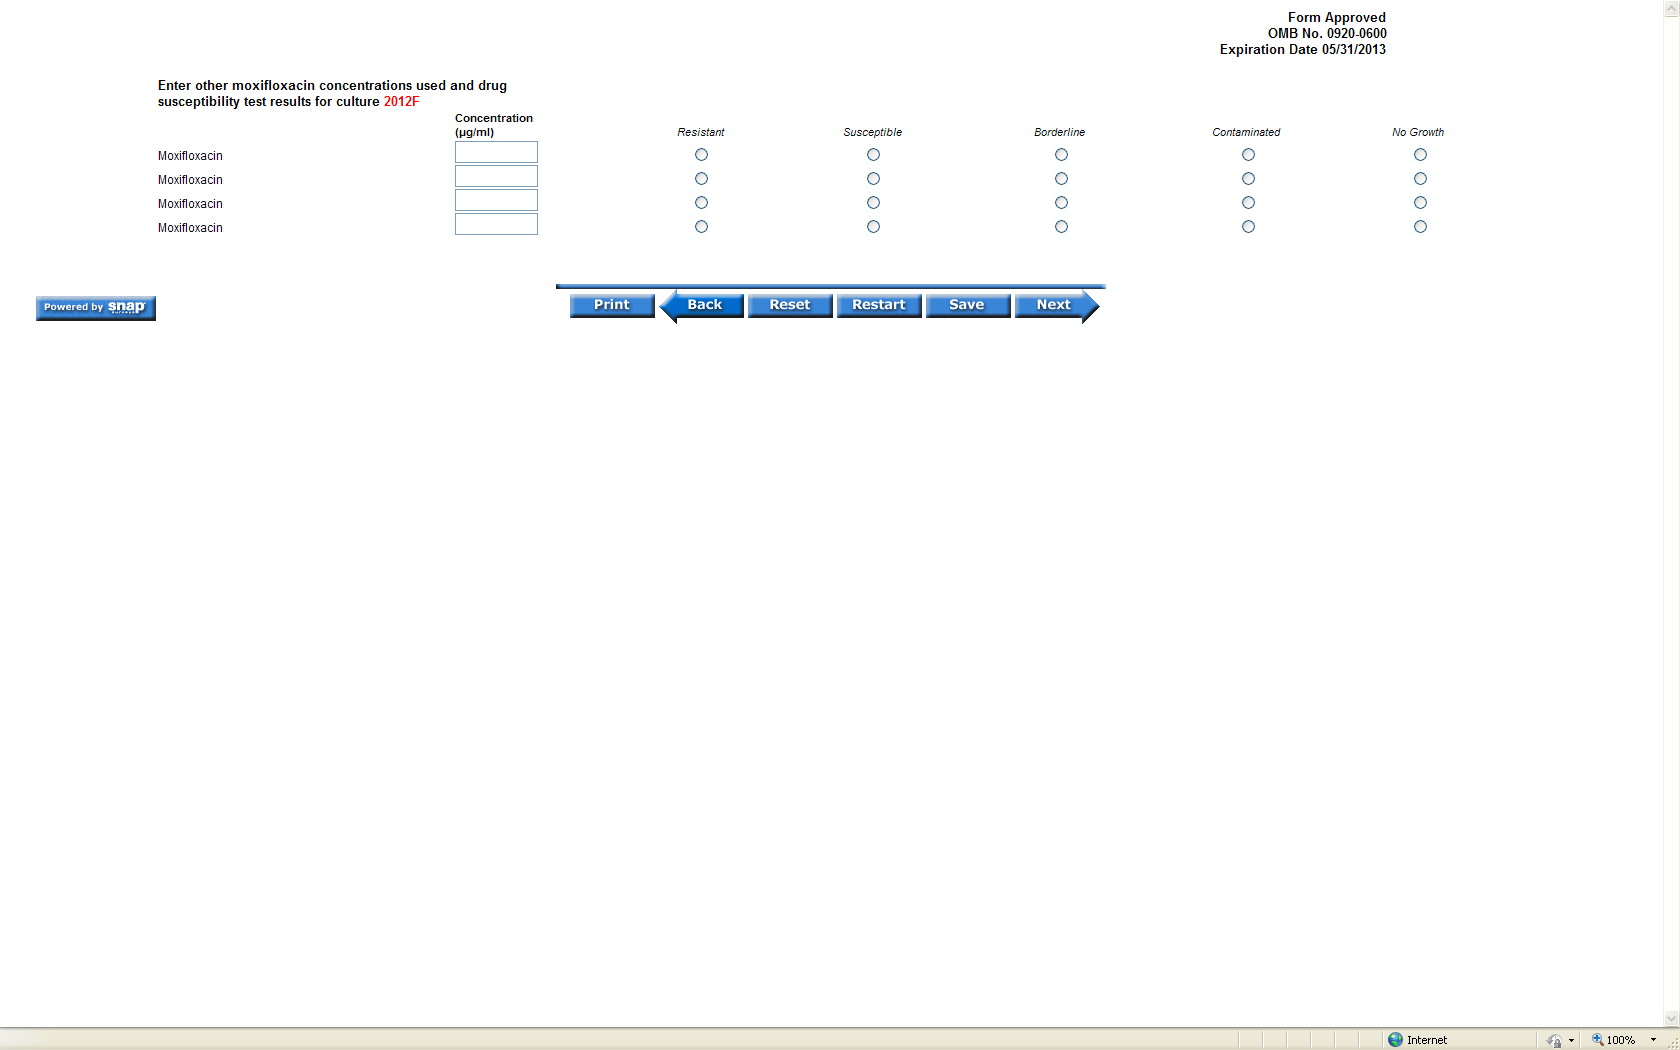 Form Approved
OMB No. 0920-0600
Expiration Date 05/31/2013
Enter other moxifloxacin concentrations used and drug
susceptibility test results for culture 2012F
Concentration
(µg/ml)
Resistant Susceptible Borderline Contaminated No Growth
Moxifloxacin
Moxifloxacin
Moxifloxacin
Moxifloxacin
Powered by snap
surveys
Print Back Reset Restart Save Next
Internet 100%